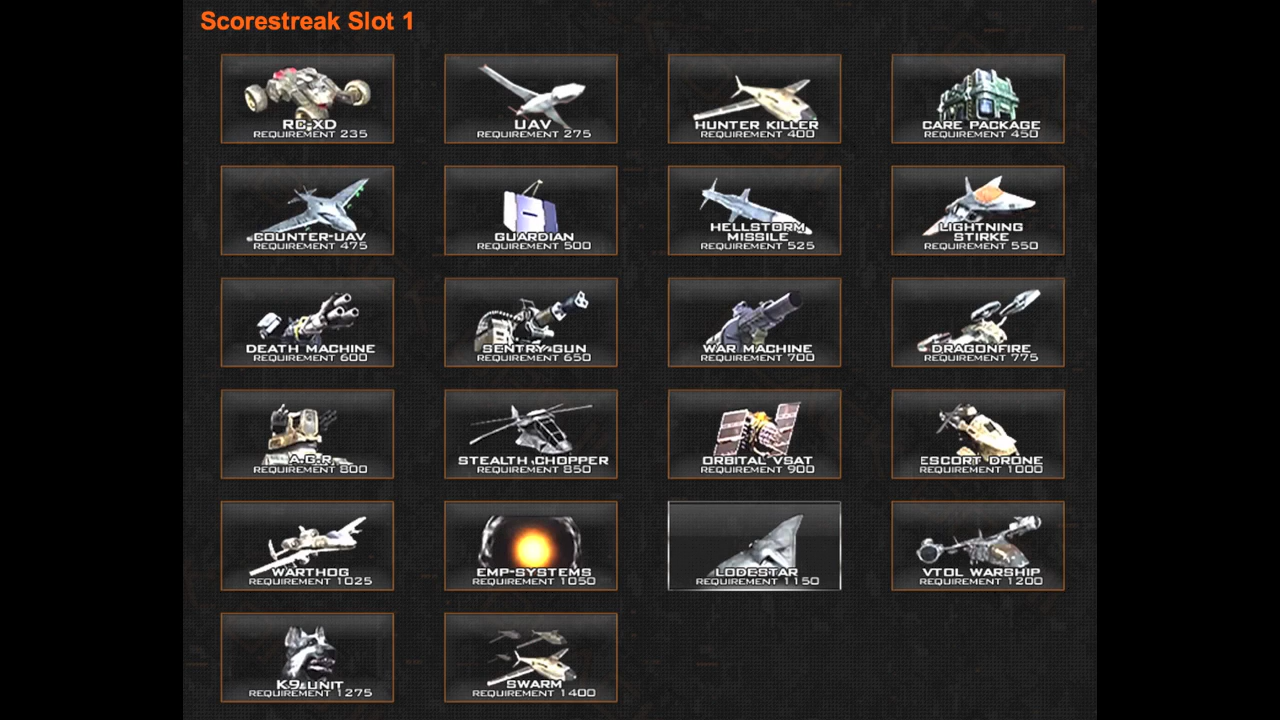 Scorestreak Slot 1
RC-XD
REQUIREMENT 235
UAV
REQUIREMENT 275
HUNTER KILLER
REQUIREMENT 400
CARE PACKAGE
REQUIREMENT 450
COUNTER-UAV
REQUIREMENT 475
GUARDIAN
REQUIREMENT 500
HELLSTORM
MISSILE
REQUIREMENT 525
LIGHTNING
STIRKE
REQUIREMENT 550
DEATH MACHINE
REQUIREMENT 600
SENTRY GUN
REQUIREMENT 650
WAR MACHINE
REQUIREMENT 700
DRAGONFIRE
REQUIREMENT 775
A.G.R
REQUIREMENT 800
STEALTH CHOPPER
REQUIREMENT 850
ORBITAL VSAT
REQUIREMENT 900
ESCORT DRONE
REQUIREMENT 1000
WARTHOG
REQUIREMENT 1025
EMP-SYSTEMS
REQUIREMENT 1050
LODESTAR
REQUIREMENT 1150
VTOL WARSHIP
REQUIREMENT 1200
K9 UNIT
REQUIREMENT 1275
SWARM
REQUIREMENT 1400